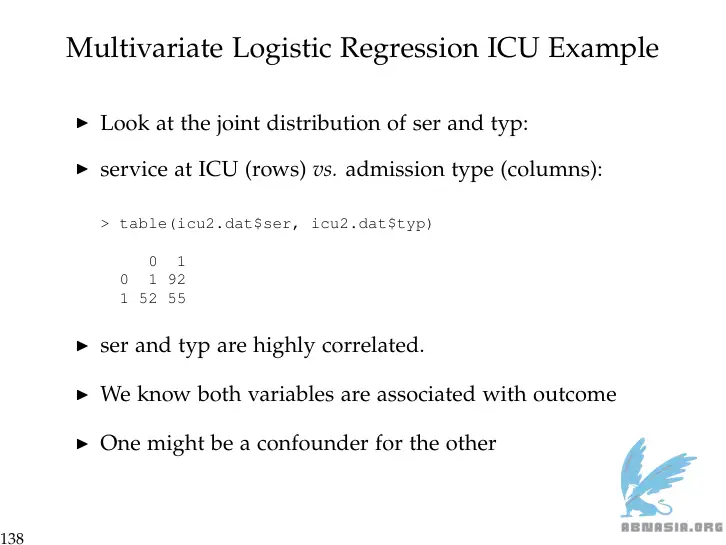 Multivariate Logistic Regression ICU Example
▶ Look at the joint distribution of ser and typ:
▶ service at ICU (rows) vs. admission type (columns):
> table(icu2.dat$ser, icu2.dat$typ)
0 1
0 1 92
1 52 55
▶ ser and typ are highly correlated.
▶ We know both variables are associated with outcome
▶ One might be a confounder for the other
ABMASIA.ORG
138